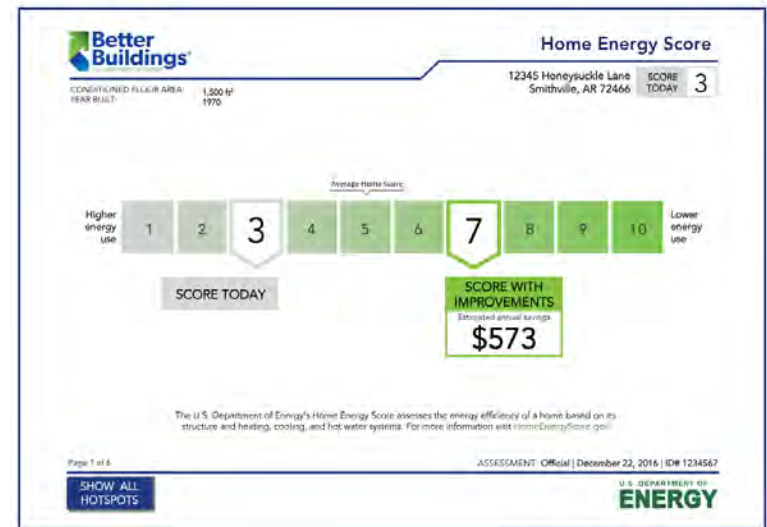 Better
Buildings®
Home Energy Score
12345 Honeysuckle Lane
Smithville, AR 72466
SCORE
TODAY
3
CONDITIONED FLOOR AREA: 1,500 ft²
YEAR BUILT: 1970
Average Home Score
Higher
energy
use
1 2 3 4 5 6 7 8 9 10
Lower
energy
use
SCORE TODAY
SCORE WITH
IMPROVEMENTS
Estimated annual savings
$573
The U.S. Department of Energy's Home Energy Score assesses the energy efficiency of a home based on its
structure and heating, cooling, and hot water systems. For more information visit HomeEnergyScore.gov
Page 1 of 6
ASSESSMENT: Official | December 22, 2016 | ID# 1234567
SHOW ALL
HOTSPOTS
U.S. DEPARTMENT OF
ENERGY